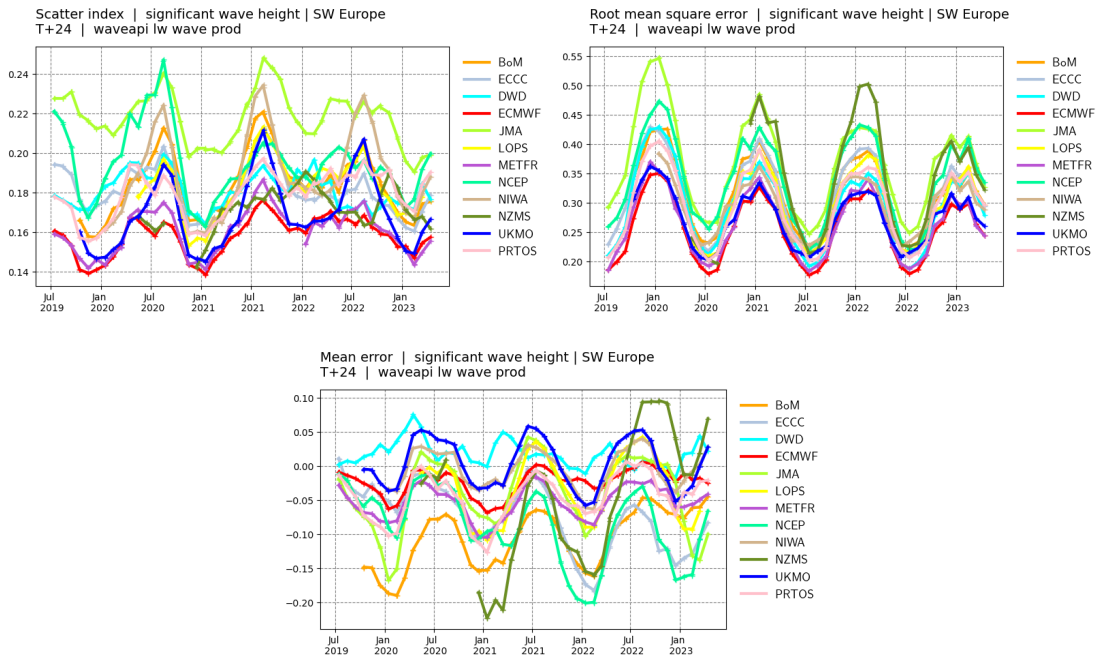 Scatter index | significant wave height | SW Europe
T+24 | waveapi lw wave prod
0.24
0.22
0.20
0.18
0.16
0.14
Jul
2019
Jan
2020
Jul
2020
Jan
2021
Jul
2021
Jan
2022
Jul
2022
Jan
2023
BoM
ECCC
DWD
ECMWF
JMA
LOPS
METFR
NCEP
NIWA
NZMS
UKMO
PRTOS
Root mean square error | significant wave height | SW Europe
T+24 | waveapi lw wave prod
0.55
0.50
0.45
0.40
0.35
0.30
0.25
0.20
Jul
2019
Jan
2020
Jul
2020
Jan
2021
Jul
2021
Jan
2022
Jul
2022
Jan
2023
BoM
ECCC
DWD
ECMWF
JMA
LOPS
METFR
NCEP
NIWA
NZMS
UKMO
PRTOS
Mean error | significant wave height | SW Europe
T+24 | waveapi lw wave prod
0.10
0.05
0.00
−0.05
−0.10
−0.15
−0.20
Jul
2019
Jan
2020
Jul
2020
Jan
2021
Jul
2021
Jan
2022
Jul
2022
Jan
2023
BoM
ECCC
DWD
ECMWF
JMA
LOPS
METFR
NCEP
NIWA
NZMS
UKMO
PRTOS